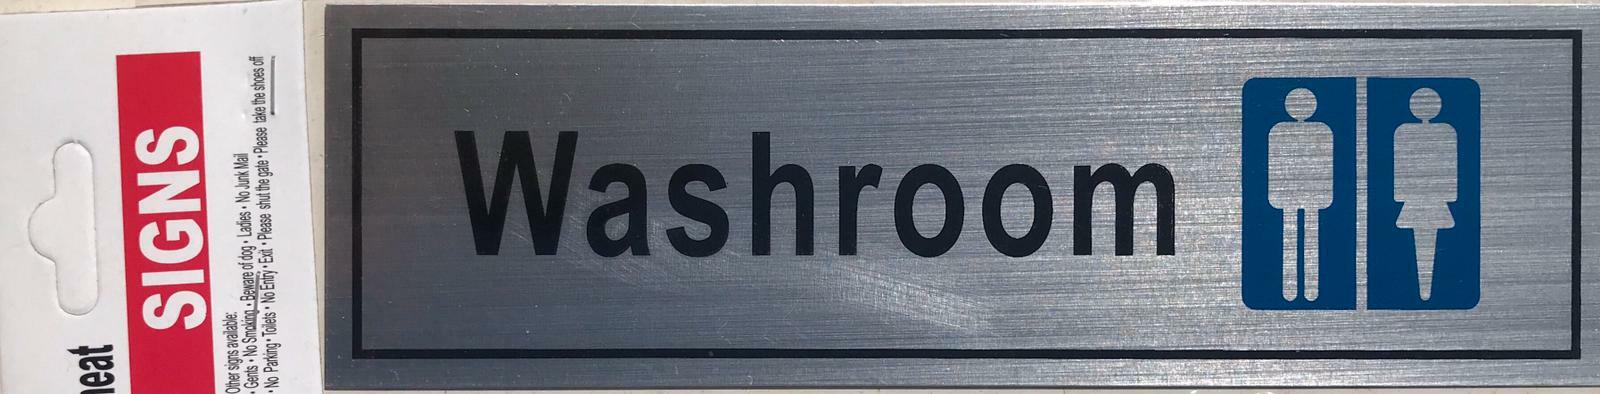 Washroom
SIGNS
Other signs available:
• Gents • No Smoking • Beware of dog • Ladies • No Junk Mail
• No Parking • Toilets • No Entry • Exit • Please shut the gate • Please take the shoes off